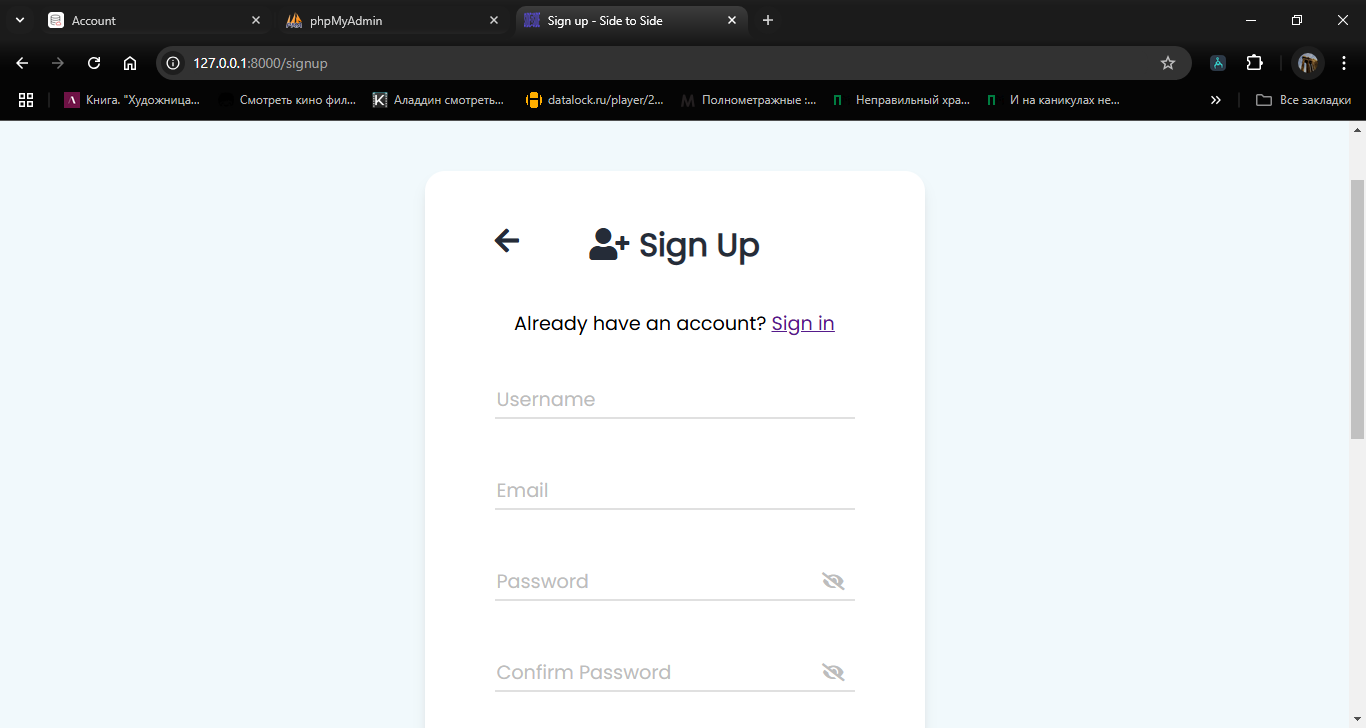 Account
phpMyAdmin
Sign up - Side to Side
127.0.0.1:8000/signup
Книга. "Художница...
Смотреть кино фил...
Аладдин смотреть...
datalock.ru/player/2...
Полнометражные :...
Неправильный хра...
И на каникулах не...
Все закладки
Sign Up
Already have an account? Sign in
Username
Email
Password
Confirm Password